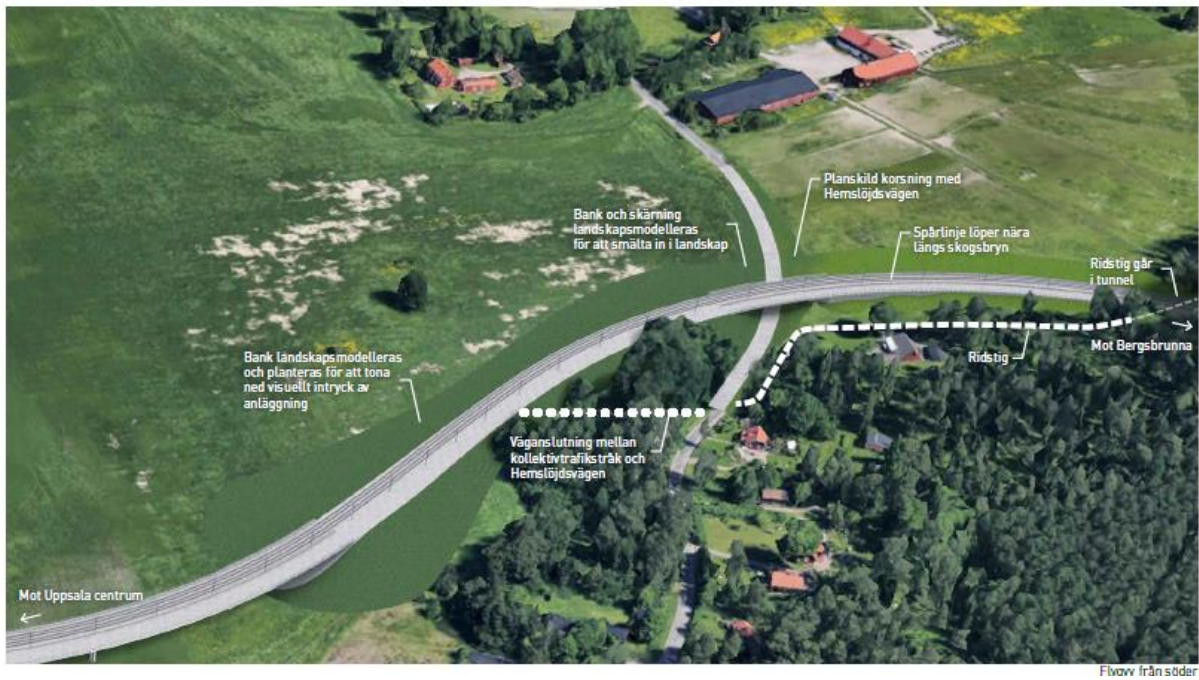 Planskild korsning med
Hemslöjdsvägen
Bank och skärning
landskapsmodelleras
för att smälta in i landskap
Spårlinje löper nära
längs skogsbryn
Ridstig går
i tunnel
Mot Bergsbrunna
Ridstig
Bank landskapsmodelleras
och planteras för att tona
ned visuellt intryck av
anläggning
Väganslutning mellan
kollektivtrafikstråk och
Hemslöjdsvägen
Mot Uppsala centrum
Flygvy från söder